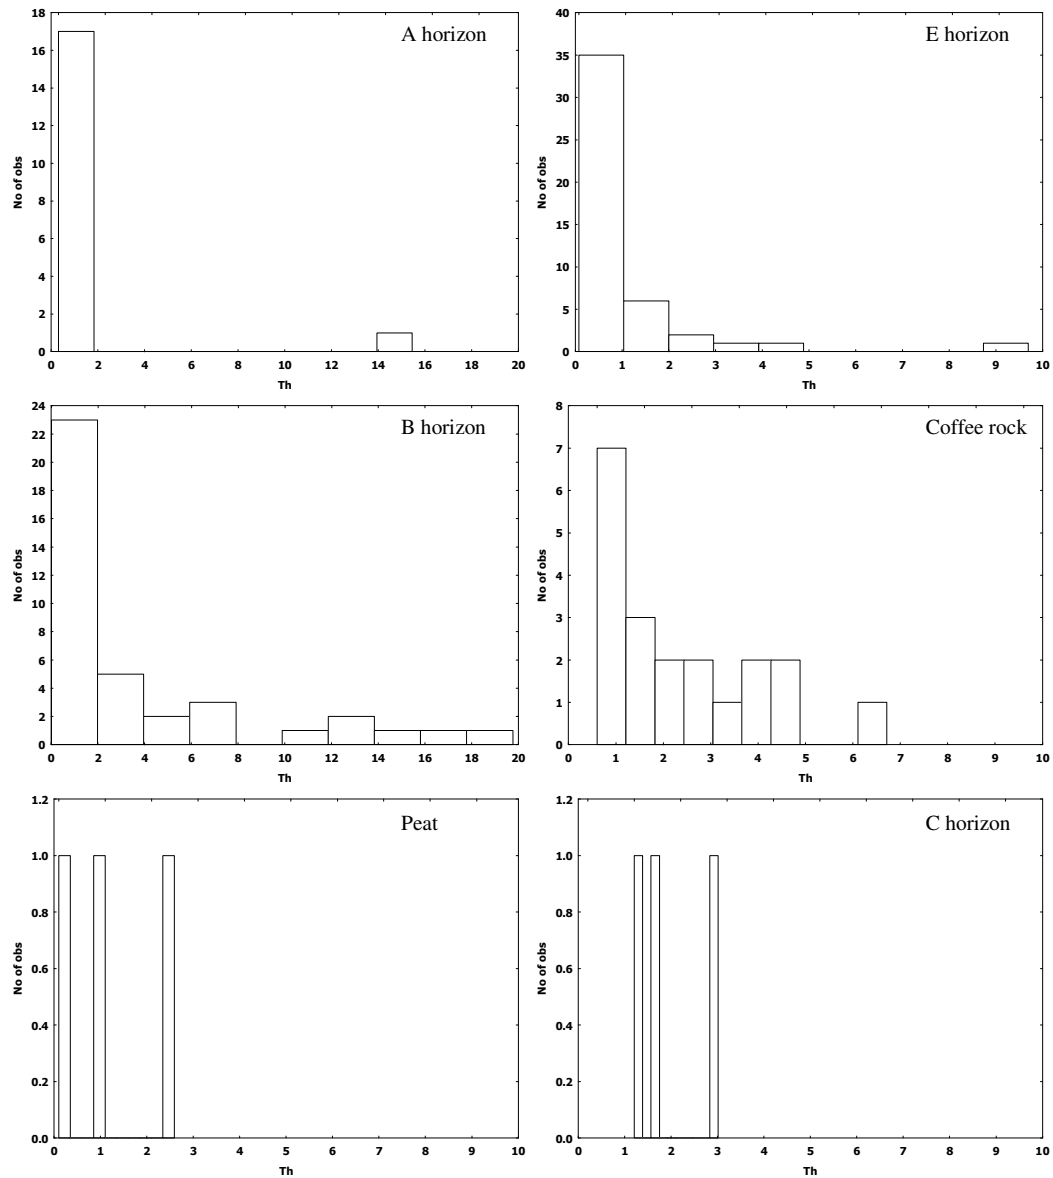 A horizon
18
16
14
12
10
8
6
4
2
0
No of obs
0 2 4 6 8 10 12 14 16 18 20
Th
E horizon
40
35
30
25
20
15
10
5
0
No of obs
0 1 2 3 4 5 6 7 8 9 10
Th
B horizon
24
22
20
18
16
14
12
10
8
6
4
2
0
No of obs
0 2 4 6 8 10 12 14 16 18 20
Th
Coffee rock
8
7
6
5
4
3
2
1
0
No of obs
0 1 2 3 4 5 6 7 8 9 10
Th
Peat
1.2
1.0
0.8
0.6
0.4
0.2
0.0
No of obs
0 1 2 3 4 5 6 7 8 9 10
Th
C horizon
1.2
1.0
0.8
0.6
0.4
0.2
0.0
No of obs
0 1 2 3 4 5 6 7 8 9 10
Th